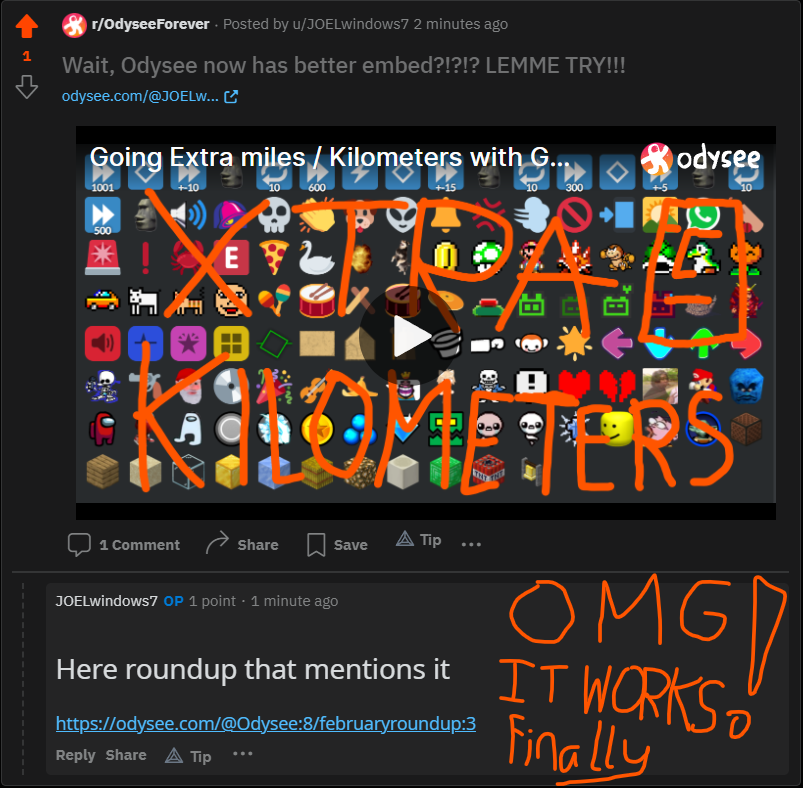 r/OdyseeForever · Posted by u/JOELwindows7 2 minutes ago
1
Wait, Odysee now has better embed?!?!? LEMME TRY!!!
odysee.com/@JOELw...
Going Extra miles / Kilometers with G...
odysee
1001 +-10 10 600 +-15 10 300 +-5 10
500
E
XTRA E
KILOMETERS
1 Comment Share Save Tip ...
JOELwindows7 OP 1 point · 1 minute ago
Here roundup that mentions it
https://odysee.com/@Odysee:8/februaryroundup:3
Reply Share Tip ...
OMG!
IT WORKS.
Finally